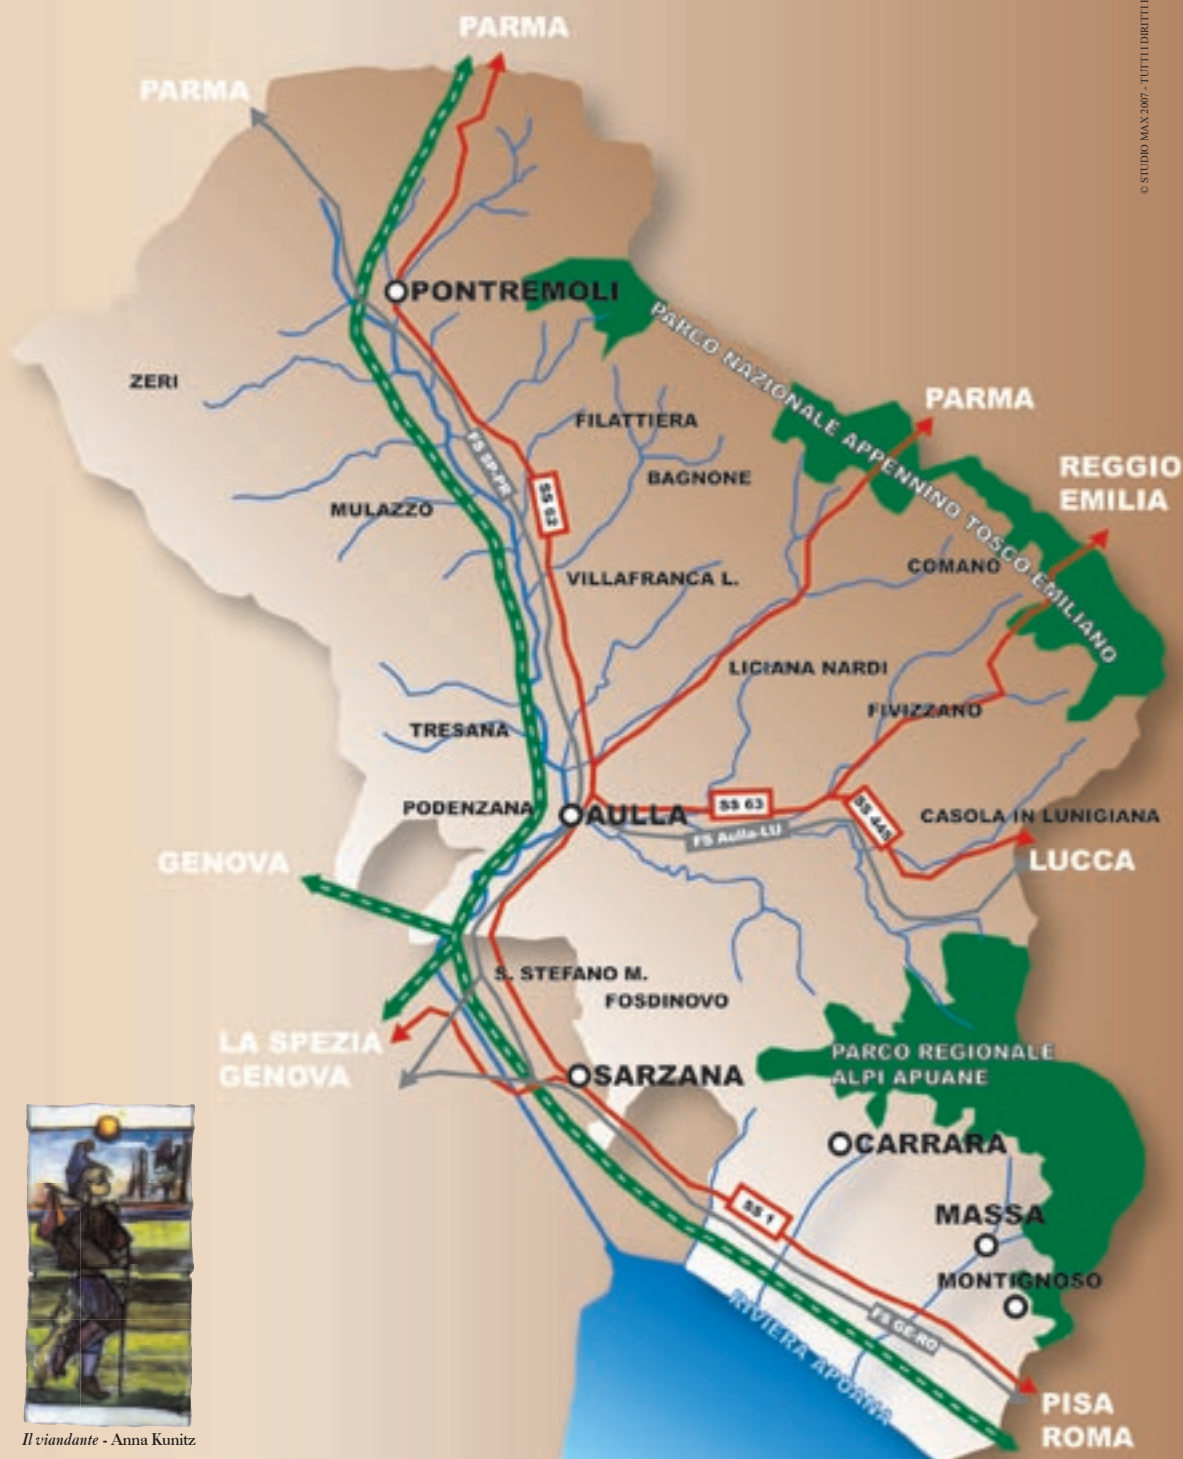 PARMA
PARMA
© STUDIO MAX 2007 - TUTTI I DIRITTI
PONTREMOLI
PARCO NAZIONALE APPENNINO TOSCO-EMILIANO
ZERI
PARMA
FILATTIERA
FS SP-PR
REGGIO
EMILIA
BAGNONE
SS 62
MULAZZO
COMANO
VILLAFRANCA L.
LICIANA NARDI
FIVIZZANO
TRESANA
PODENZANA
AULLA
SS 63
SS 445
CASOLA IN LUNIGIANA
FS Aulla-LU
GENOVA
LUCCA
S. STEFANO M.
FOSDINOVO
LA SPEZIA
GENOVA
PARCO REGIONALE
ALPI APUANE
SARZANA
CARRARA
SS 1
MASSA
MONTIGNOSO
FS GE-RO
RIVIERA APUANA
PISA
ROMA
Il viandante - Anna Kunitz